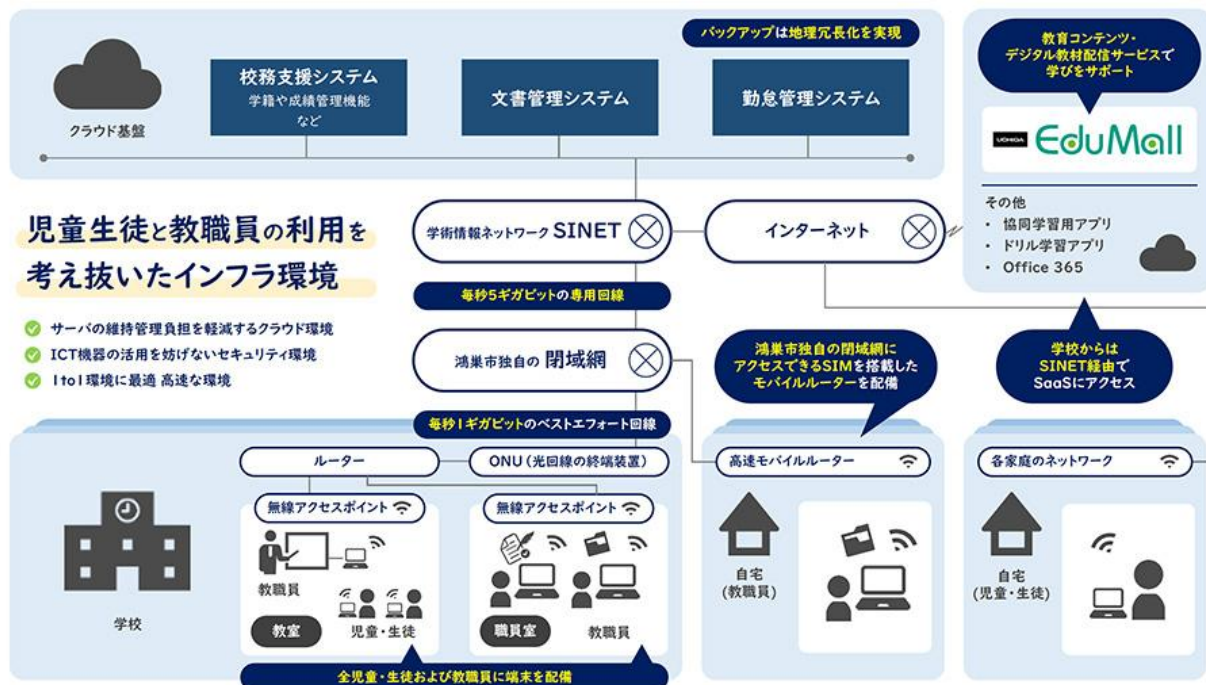 バックアップは地理冗長化を実現
クラウド基盤
校務支援システム
学籍や成績管理機能
など
文書管理システム
勤怠管理システム
教育コンテンツ・
デジタル教材配信サービスで
学びをサポート
UCHIDA
EduMall
その他
・ 協同学習用アプリ
・ ドリル学習アプリ
・ Office 365
児童生徒と教職員の利用を
考え抜いたインフラ環境
サーバの維持管理負担を軽減するクラウド環境
ICT機器の活用を妨げないセキュリティ環境
1to1環境に最適 高速な環境
学術情報ネットワーク SINET
インターネット
毎秒5ギガビットの専用回線
鴻巣市独自の 閉域網
毎秒1ギガビットのベストエフォート回線
鴻巣市独自の閉域網に
アクセスできるSIMを搭載した
モバイルルーターを配備
学校からは
SINET経由で
SaaSにアクセス
学校
ルーター
ONU(光回線の終端装置)
無線アクセスポイント
教職員
教室
児童・生徒
無線アクセスポイント
職員室
教職員
全児童・生徒および教職員に端末を配備
高速モバイルルーター
自宅
(教職員)
各家庭のネットワーク
自宅
(児童・生徒)